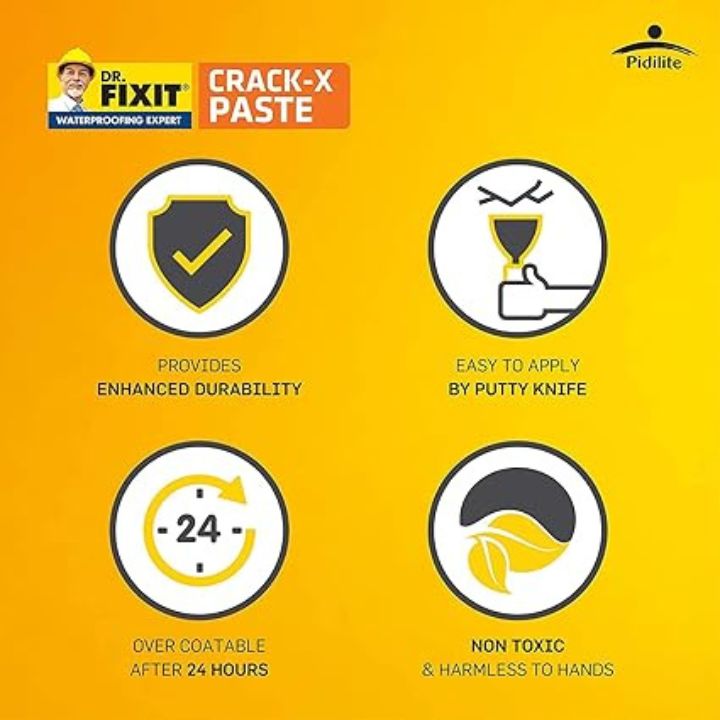 Pidilite
DR. FIXIT®
WATERPROOFING EXPERT
CRACK-X
PASTE
PROVIDES
ENHANCED DURABILITY
EASY TO APPLY
BY PUTTY KNIFE
24
OVER COATABLE
AFTER 24 HOURS
NON TOXIC
& HARMLESS TO HANDS